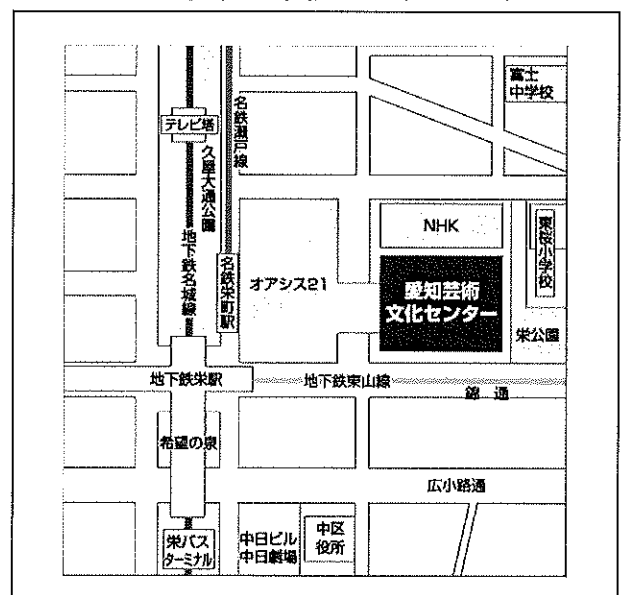 富士
中学校
テレビ塔
名鉄瀬戸線
久屋大通公園
NHK
東桜小学校
地下鉄名城線
名鉄栄町駅
オアシス21
愛知芸術
文化センター
栄公園
地下鉄栄駅
地下鉄東山線
錦通
希望の泉
広小路通
栄バス
ターミナル
中日ビル
中日劇場
中区
役所